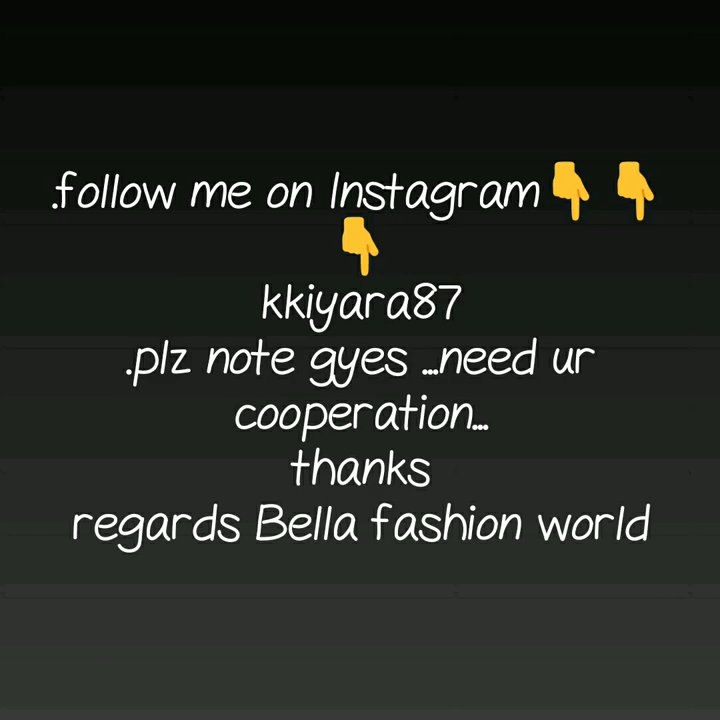 .follow me on Instagram👇 👇
👇
kkiyara87
.plz note gyes ...need ur
cooperation...
thanks
regards Bella fashion world